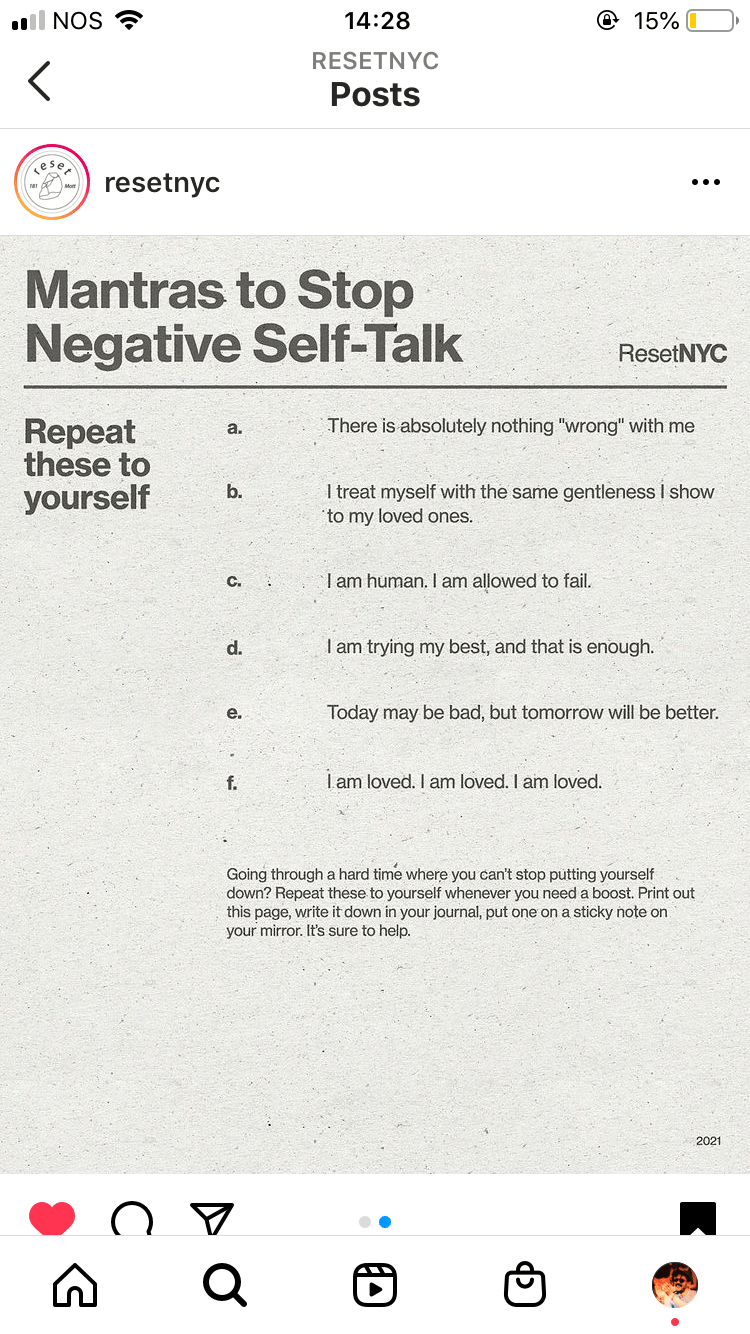 NOS 14:28 15%
RESETNYC
Posts
reset
181 Mott
resetnyc
Mantras to Stop
Negative Self-Talk
ResetNYC
Repeat
these to
yourself
a. There is absolutely nothing "wrong" with me
b. I treat myself with the same gentleness I show
to my loved ones.
c. I am human. I am allowed to fail.
d. I am trying my best, and that is enough.
e. Today may be bad, but tomorrow will be better.
f. I am loved. I am loved. I am loved.
Going through a hard time where you can't stop putting yourself
down? Repeat these to yourself whenever you need a boost. Print out
this page, write it down in your journal, put one on a sticky note on
your mirror. It's sure to help.
2021